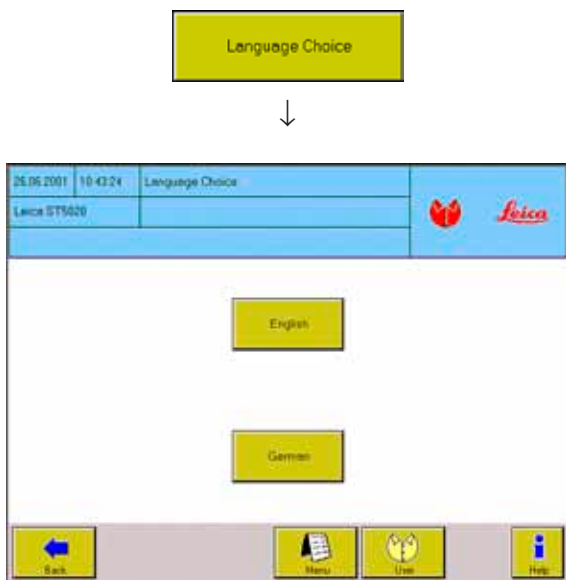 Language Choice
↓
26.06.2001 10:43:24 Language Choice
Leica ST5020
Leica
English
German
Back Menu User Help